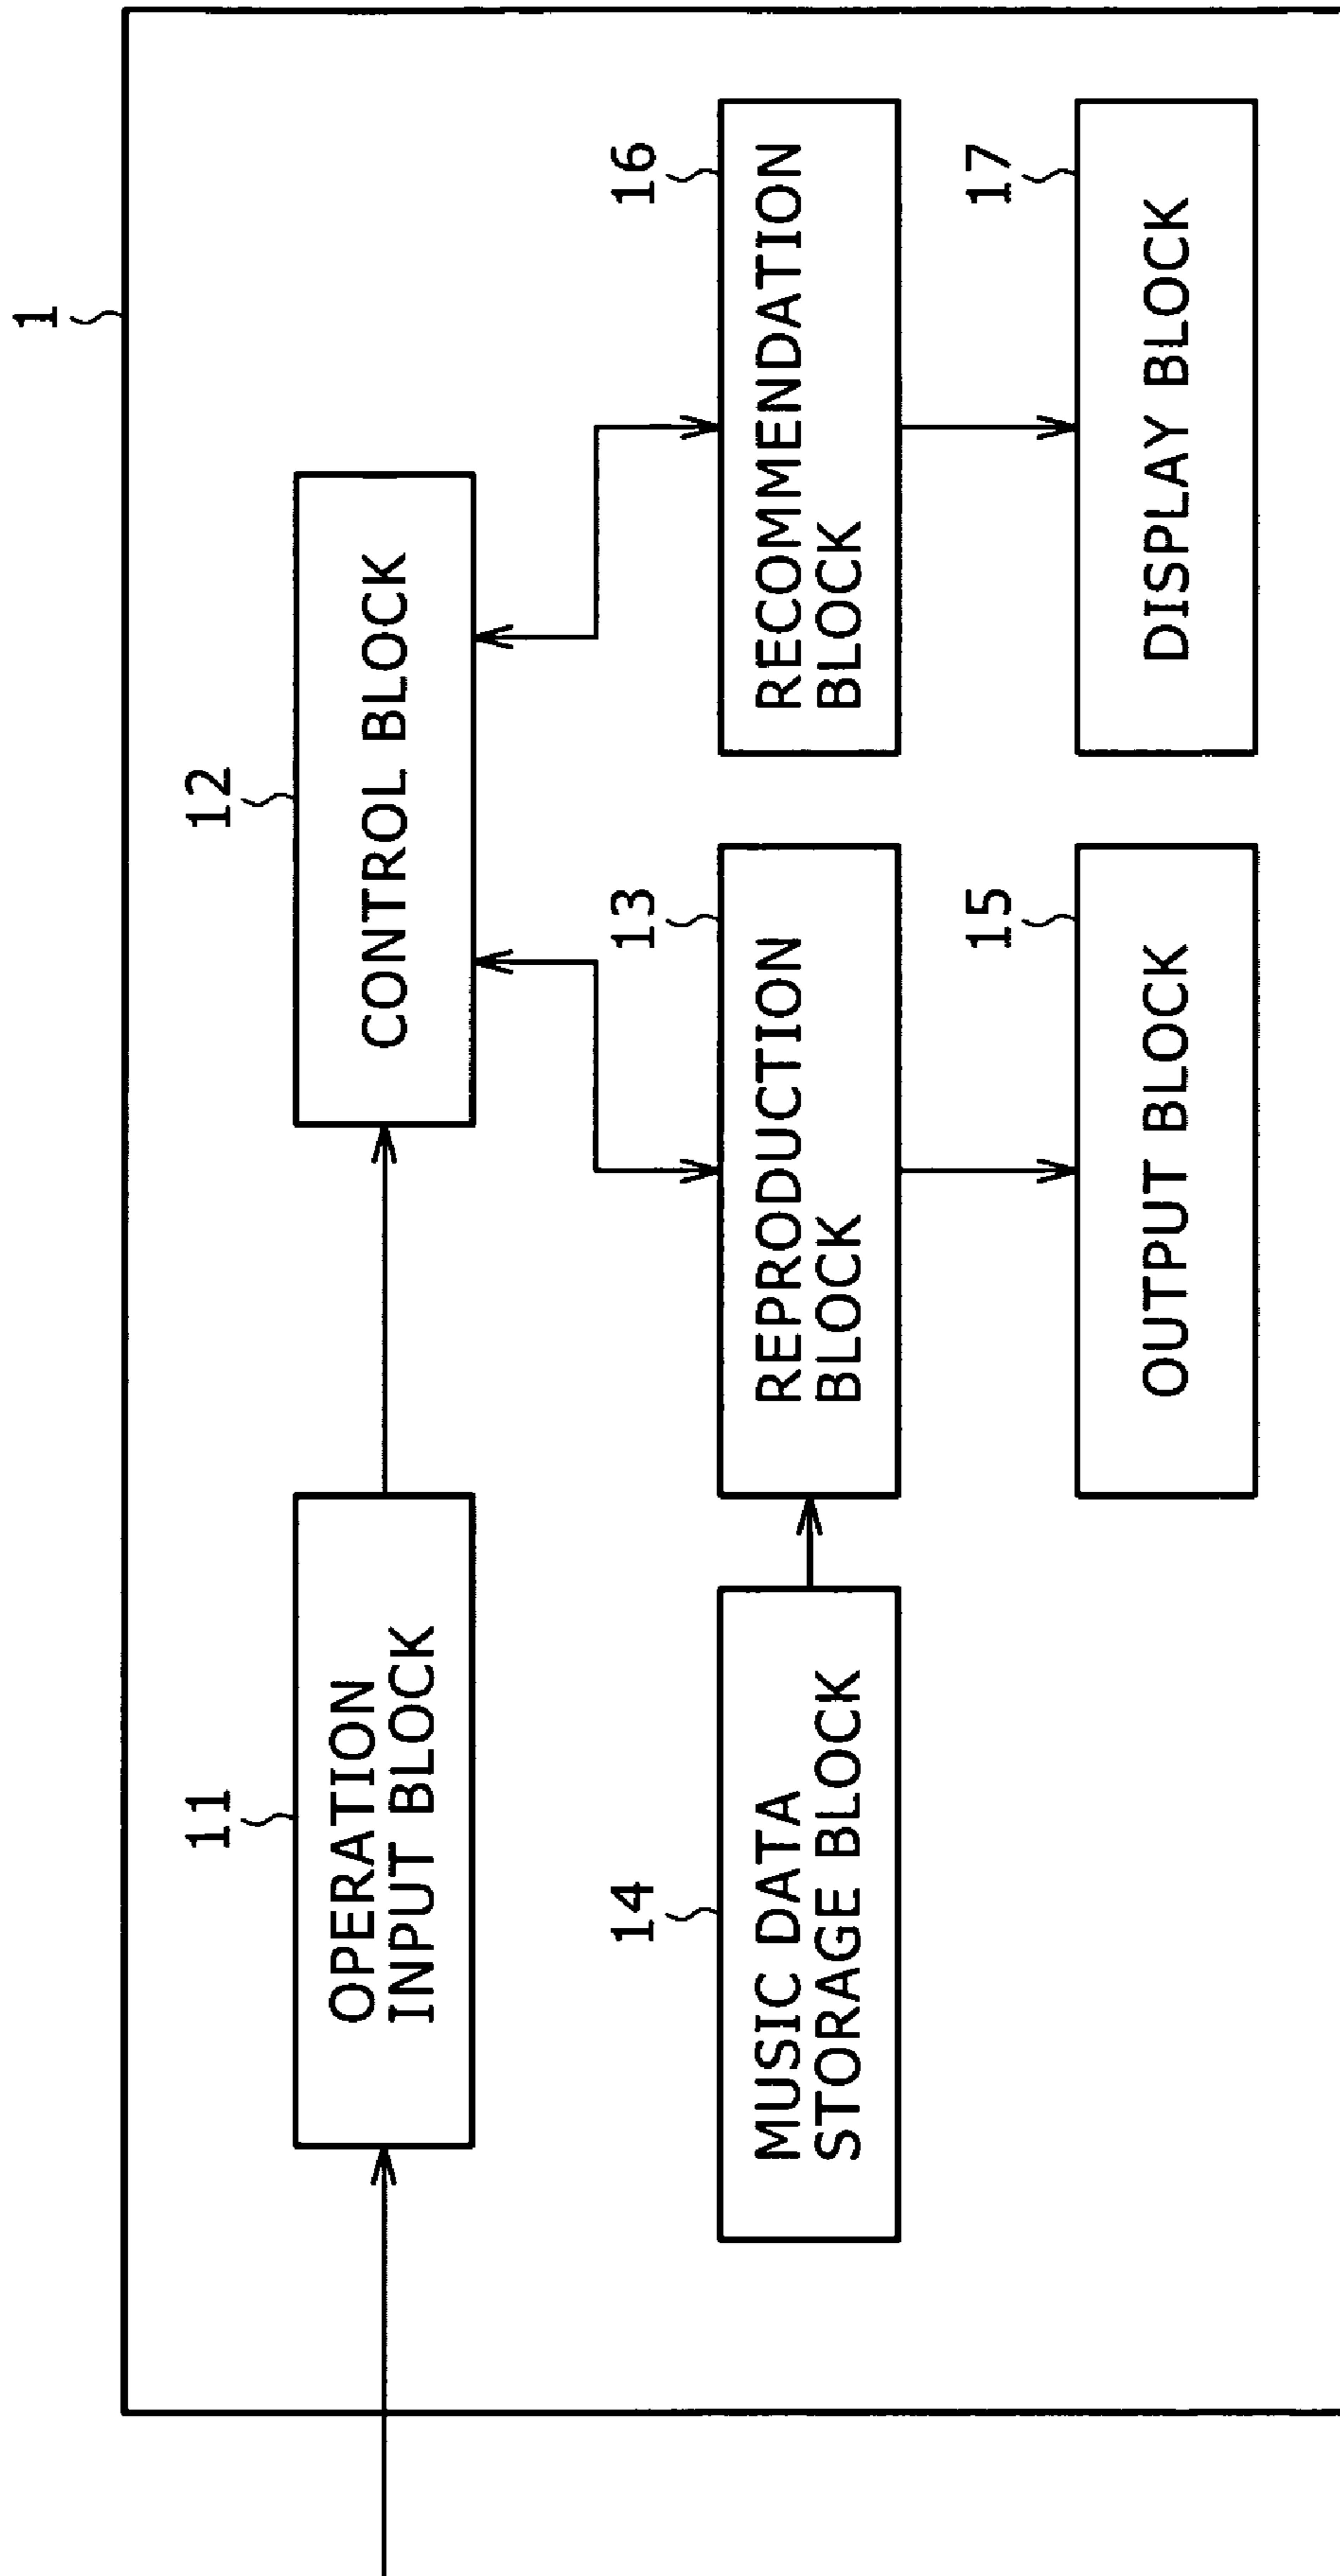 1
11
OPERATION
INPUT BLOCK
12
CONTROL BLOCK
14
MUSIC DATA
STORAGE BLOCK
13
REPRODUCTION
BLOCK
16
RECOMMENDATION
BLOCK
15
OUTPUT BLOCK
17
DISPLAY BLOCK